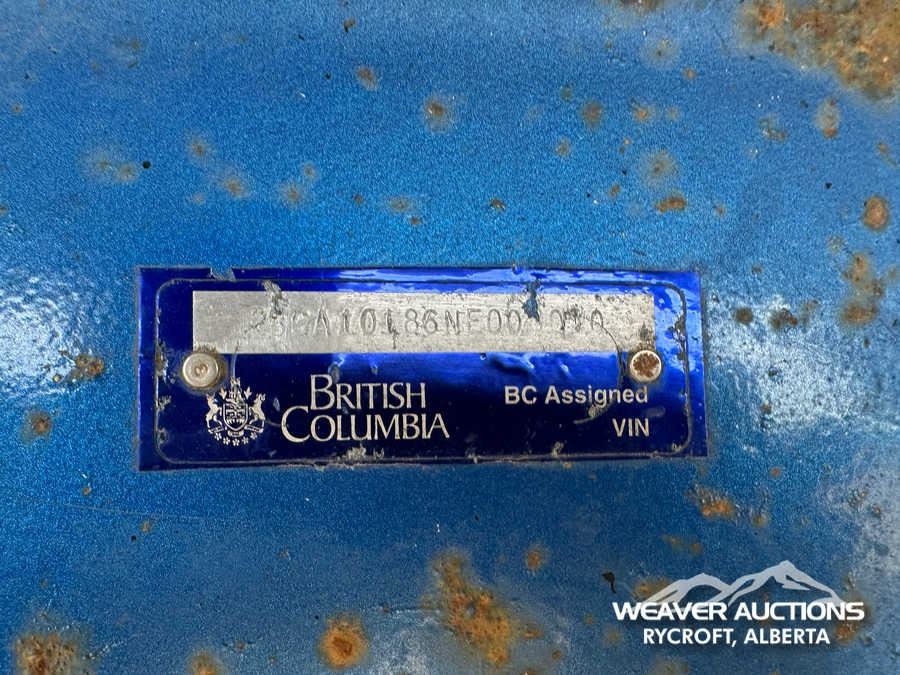 BRITISH
COLUMBIA
BC Assigned
VIN
WEAVER AUCTIONS
RYCROFT, ALBERTA